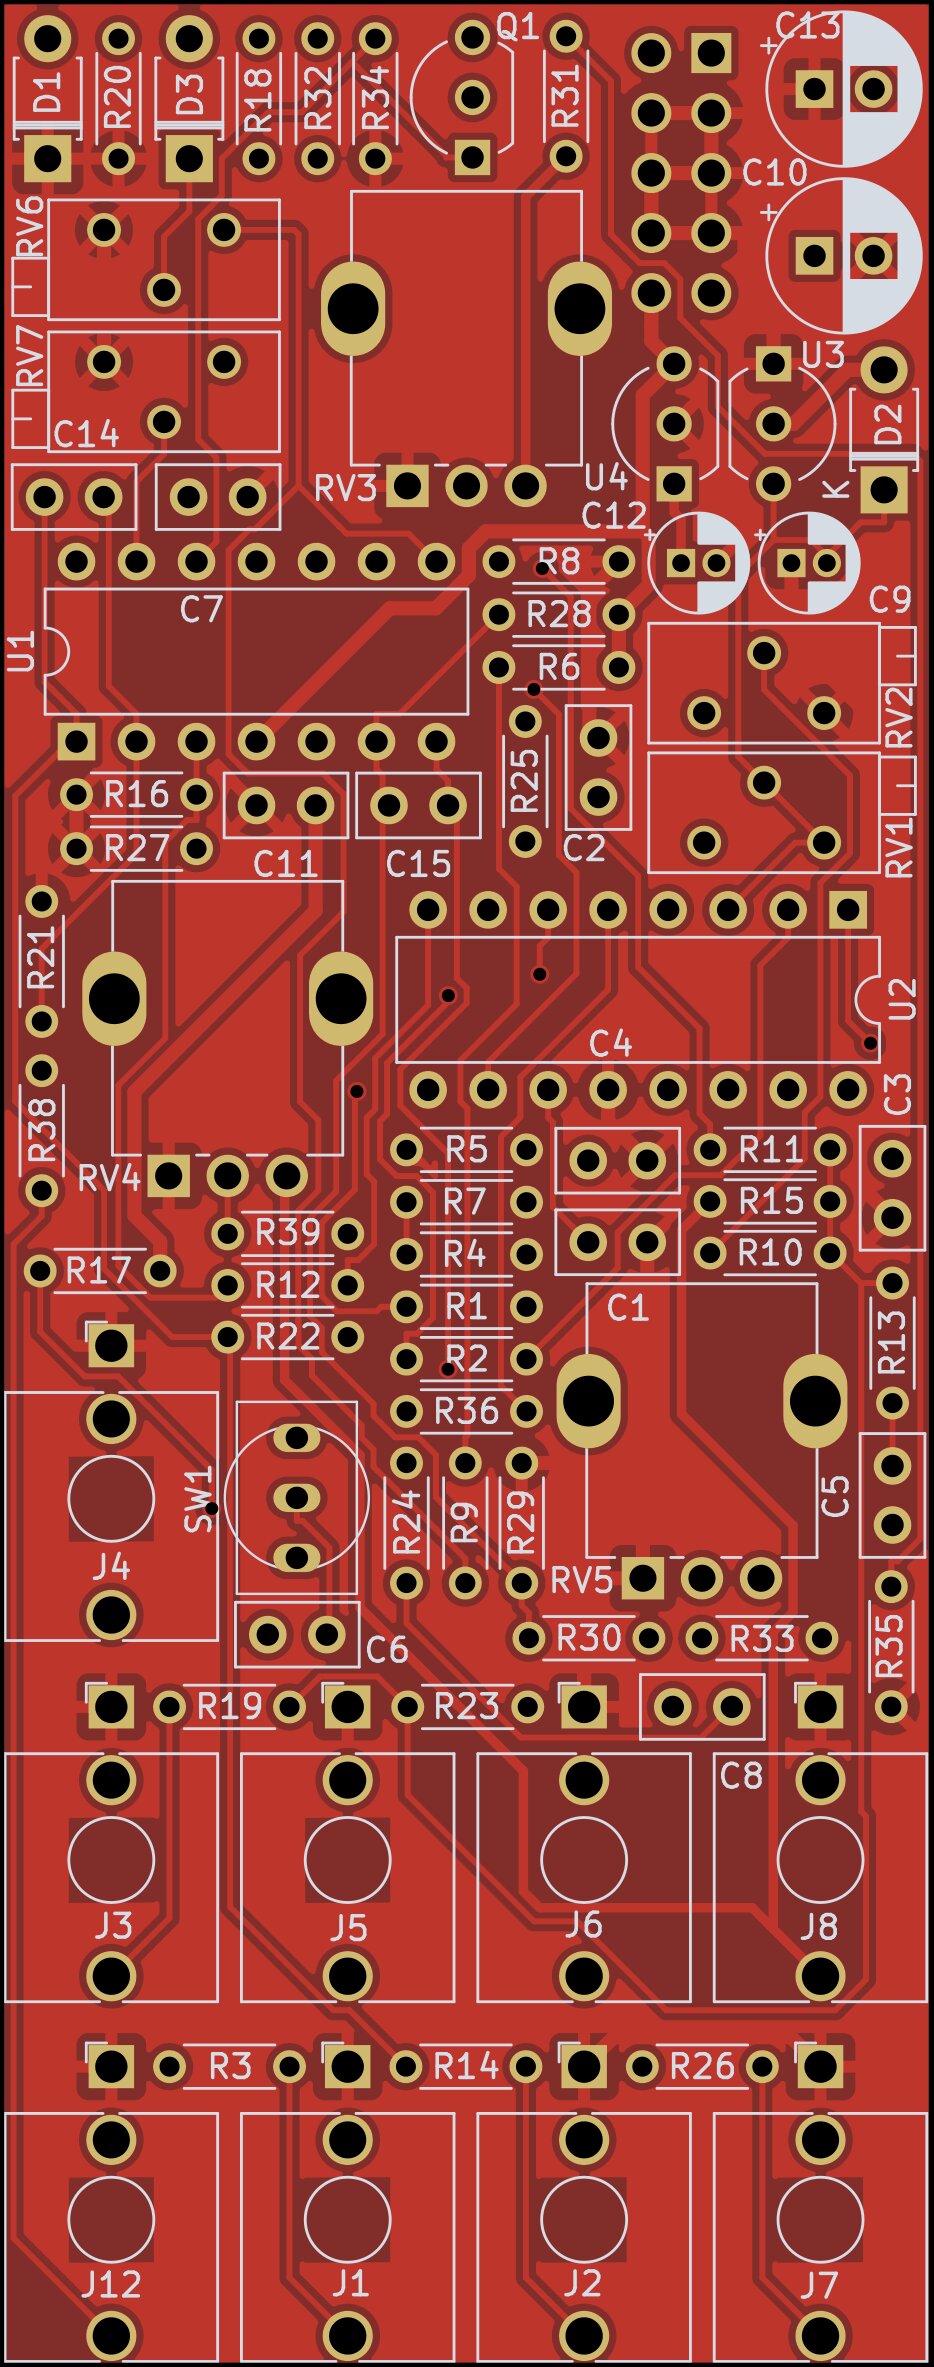 D1
R20
D3
R18
R32
R34
Q1
R31
+
C13
C10
+
RV6
RV7
C14
RV3
U3
U4
D2
K
C12
+
+
C9
R8
R28
R6
C7
U1
RV2
R25
C2
RV1
R16
R27
C11
C15
R21
U2
C4
C3
R38
RV4
R5
R11
R7
R15
R39
R4
R10
R17
R12
R1
C1
R22
R2
R13
R36
SW1
C5
J4
R24
R9
R29
RV5
C6
R30
R33
R35
R19
R23
C8
J3
J5
J6
J8
R3
R14
R26
J12
J1
J2
J7